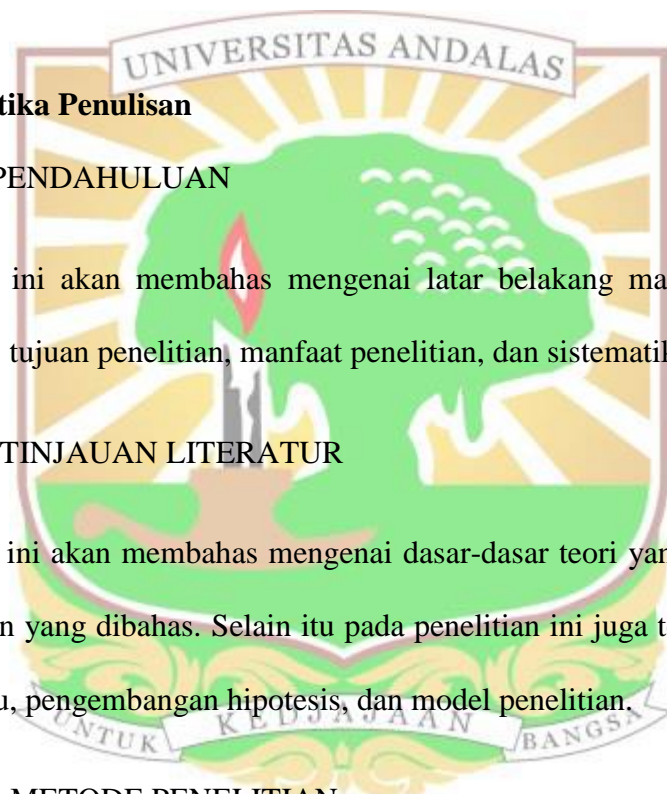 UNIVERSITAS ANDALAS
tika Penulisan
PENDAHULUAN
ini akan membahas mengenai latar belakang ma
tujuan penelitian, manfaat penelitian, dan sistematik
TINJAUAN LITERATUR
ini akan membahas mengenai dasar-dasar teori yan
n yang dibahas. Selain itu pada penelitian ini juga t
u, pengembangan hipotesis, dan model penelitian.
UNTUK KEDJAJAAN BANGSA
METODE PENELITIAN